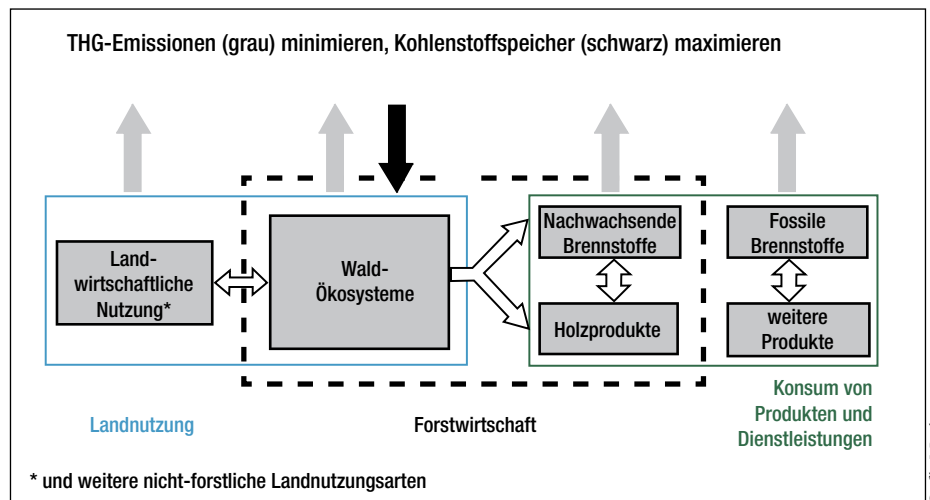 THG-Emissionen (grau) minimieren, Kohlenstoffspeicher (schwarz) maximieren
Land-
wirtschaftliche
Nutzung*
Wald-
Ökosysteme
Nachwachsende
Brennstoffe
Holzprodukte
Fossile
Brennstoffe
weitere
Produkte
Landnutzung
Forstwirtschaft
Konsum von
Produkten und
Dienstleistungen
* und weitere nicht-forstliche Landnutzungsarten